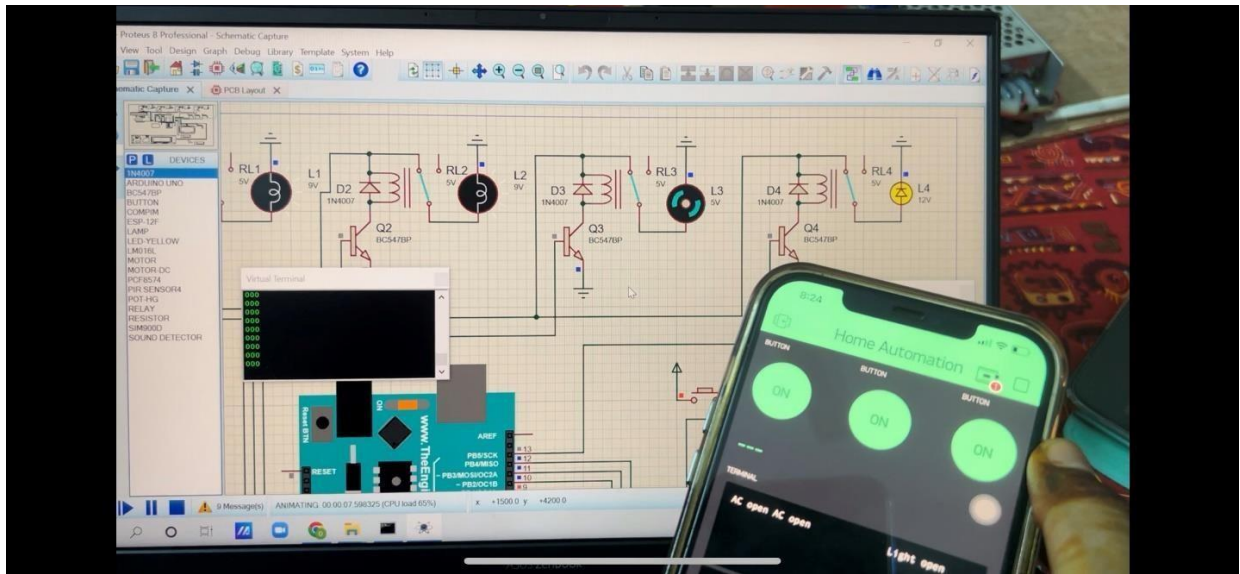 Proteus 8 Professional - Schematic Capture
View Tool Design Graph Debug Library Template System Help
ematic Capture X PCB Layout X
P L DEVICES
1N4007
ARDUINO UNO
BC547BP
BUTTON
COMPIM
ESP-12F
LAMP
LED-YELLOW
LM016L
MOTOR
MOTOR-DC
PCF8574
PIR SENSOR4
POT-HG
RELAY
RESISTOR
SIM900D
SOUND DETECTOR
RL1
5V
L1
9V
D2
1N4007
RL2
5V
L2
9V
Q2
BC547BP
D3
1N4007
RL3
5V
L3
5V
Q3
BC547BP
D4
1N4007
RL4
5V
L4
12V
Q4
BC547BP
Virtual Terminal
000
000
000
000
000
000
000
000
000
Reset BTN
ON
www.TheEngi
RESET
AREF
PB5/SCK
PB4/MISO
PB3/MOSI/OC2A
PB2/OC1B
13
12
11
10
9
9 Message(s) ANIMATING: 00:00:07.598325 (CPU load 65%) x -1500.0 y +4200.0
8:24
Home Automation
BUTTON
BUTTON
BUTTON
ON
ON
ON
---
TERMINAL
AC open AC open
Light open